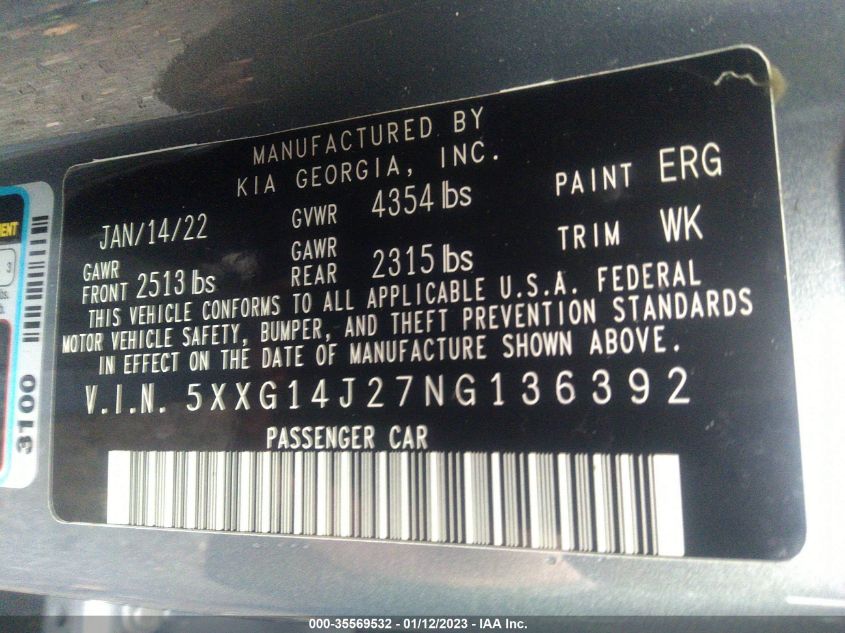 MANUFACTURED BY
KIA GEORGIA, INC.
JAN/14/22
GVWR 4354 lbs
PAINT ERG
GAWR
FRONT 2513 lbs
GAWR
REAR 2315 lbs
TRIM WK
THIS VEHICLE CONFORMS TO ALL APPLICABLE U.S.A. FEDERAL
MOTOR VEHICLE SAFETY, BUMPER, AND THEFT PREVENTION STANDARDS
IN EFFECT ON THE DATE OF MANUFACTURE SHOWN ABOVE.
V.I.N. 5XXG14J27NG136392
PASSENGER CAR
3100
3
000-35569532 - 01/12/2023 - IAA Inc.